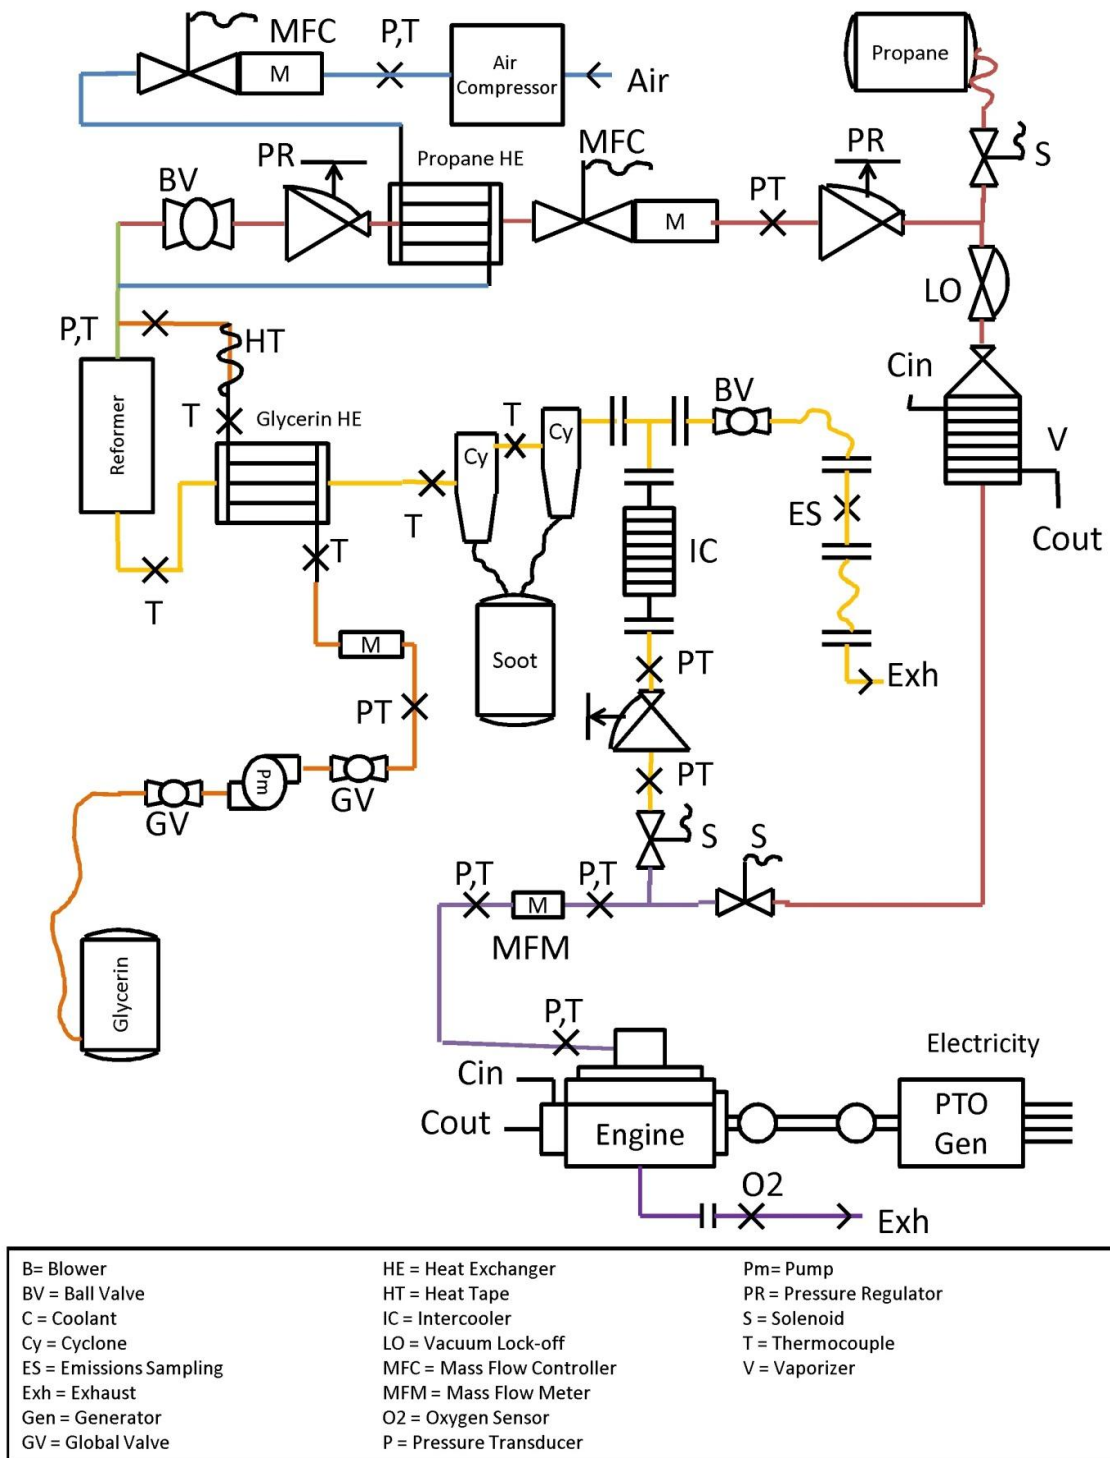 MFC
P,T
M
Air
Compressor
Air
Propane
S
PR
BV
Propane HE
MFC
M
PT
PR
LO
P,T
HT
Cin
V
Cout
Reformer
T
Glycerin HE
T
Cy
T
Cy
BV
ES
IC
T
T
T
M
Soot
PT
Exh
PT
Pm
GV
GV
PT
S
S
P,T
M
P,T
MFM
Glycerin
P,T
Electricity
Cin
Cout
Engine
PTO
Gen
O2
Exh
B= Blower
BV = Ball Valve
C = Coolant
Cy = Cyclone
ES = Emissions Sampling
Exh = Exhaust
Gen = Generator
GV = Global Valve
HE = Heat Exchanger
HT = Heat Tape
IC = Intercooler
LO = Vacuum Lock-off
MFC = Mass Flow Controller
MFM = Mass Flow Meter
O2 = Oxygen Sensor
P = Pressure Transducer
Pm= Pump
PR = Pressure Regulator
S = Solenoid
T = Thermocouple
V = Vaporizer